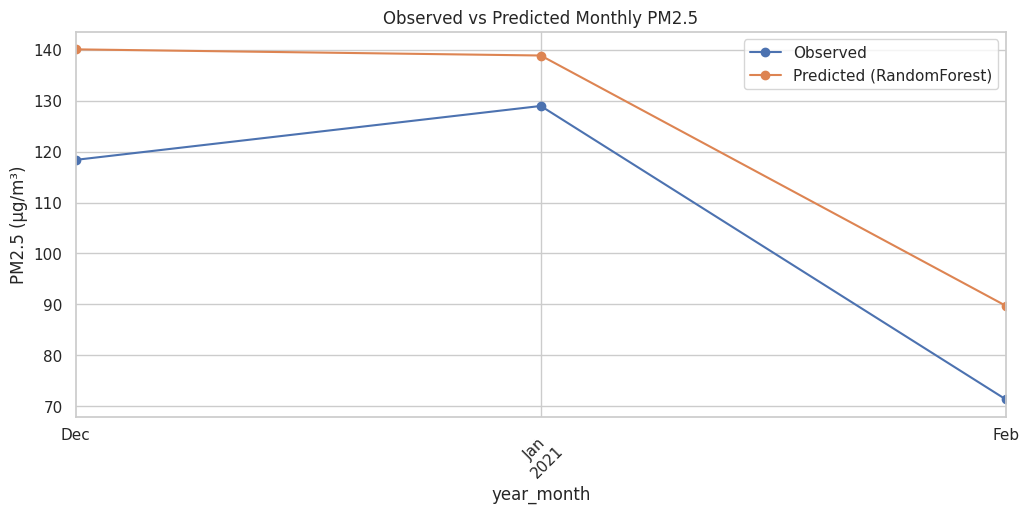 Observed vs Predicted Monthly PM2.5
Observed
Predicted (RandomForest)
PM2.5 (µg/m³)
140
130
120
110
100
90
80
70
Dec
Jan
2021
Feb
year_month